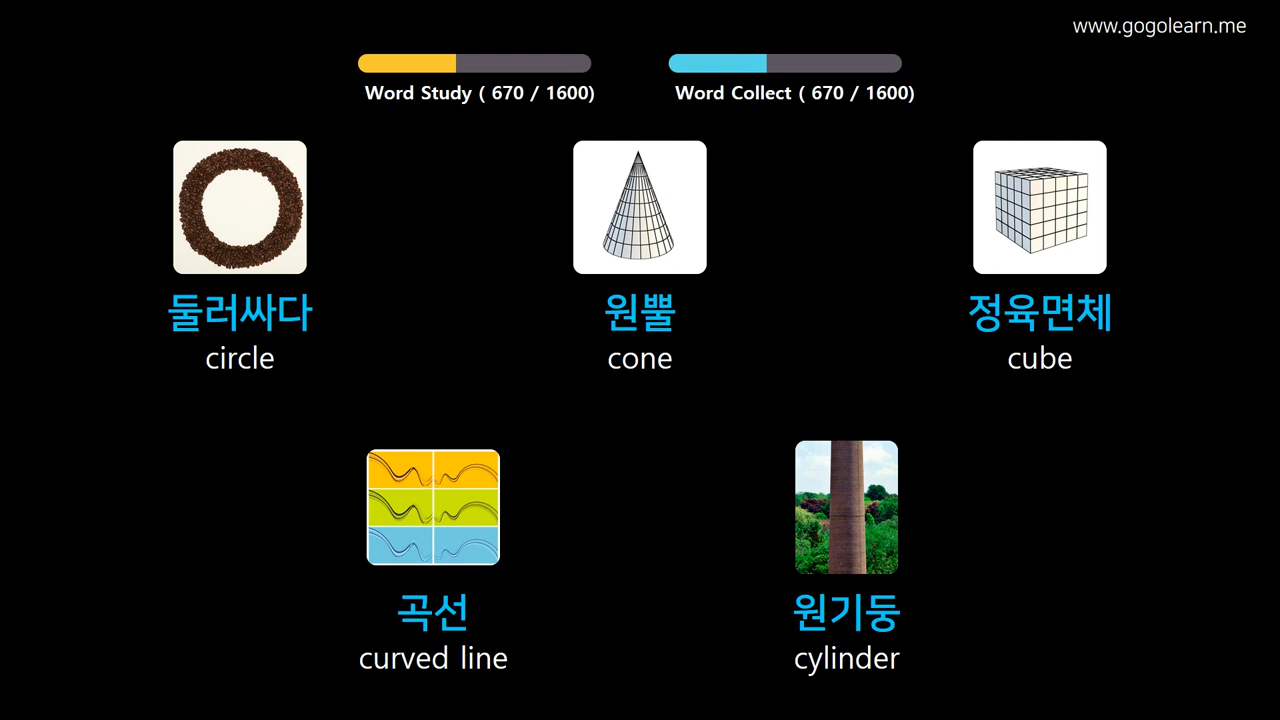 www.gogolearn.me
Word Study ( 670 / 1600)
Word Collect ( 670 / 1600)
둘러싸다
circle
원뿔
cone
정육면체
cube
곡선
curved line
원기둥
cylinder